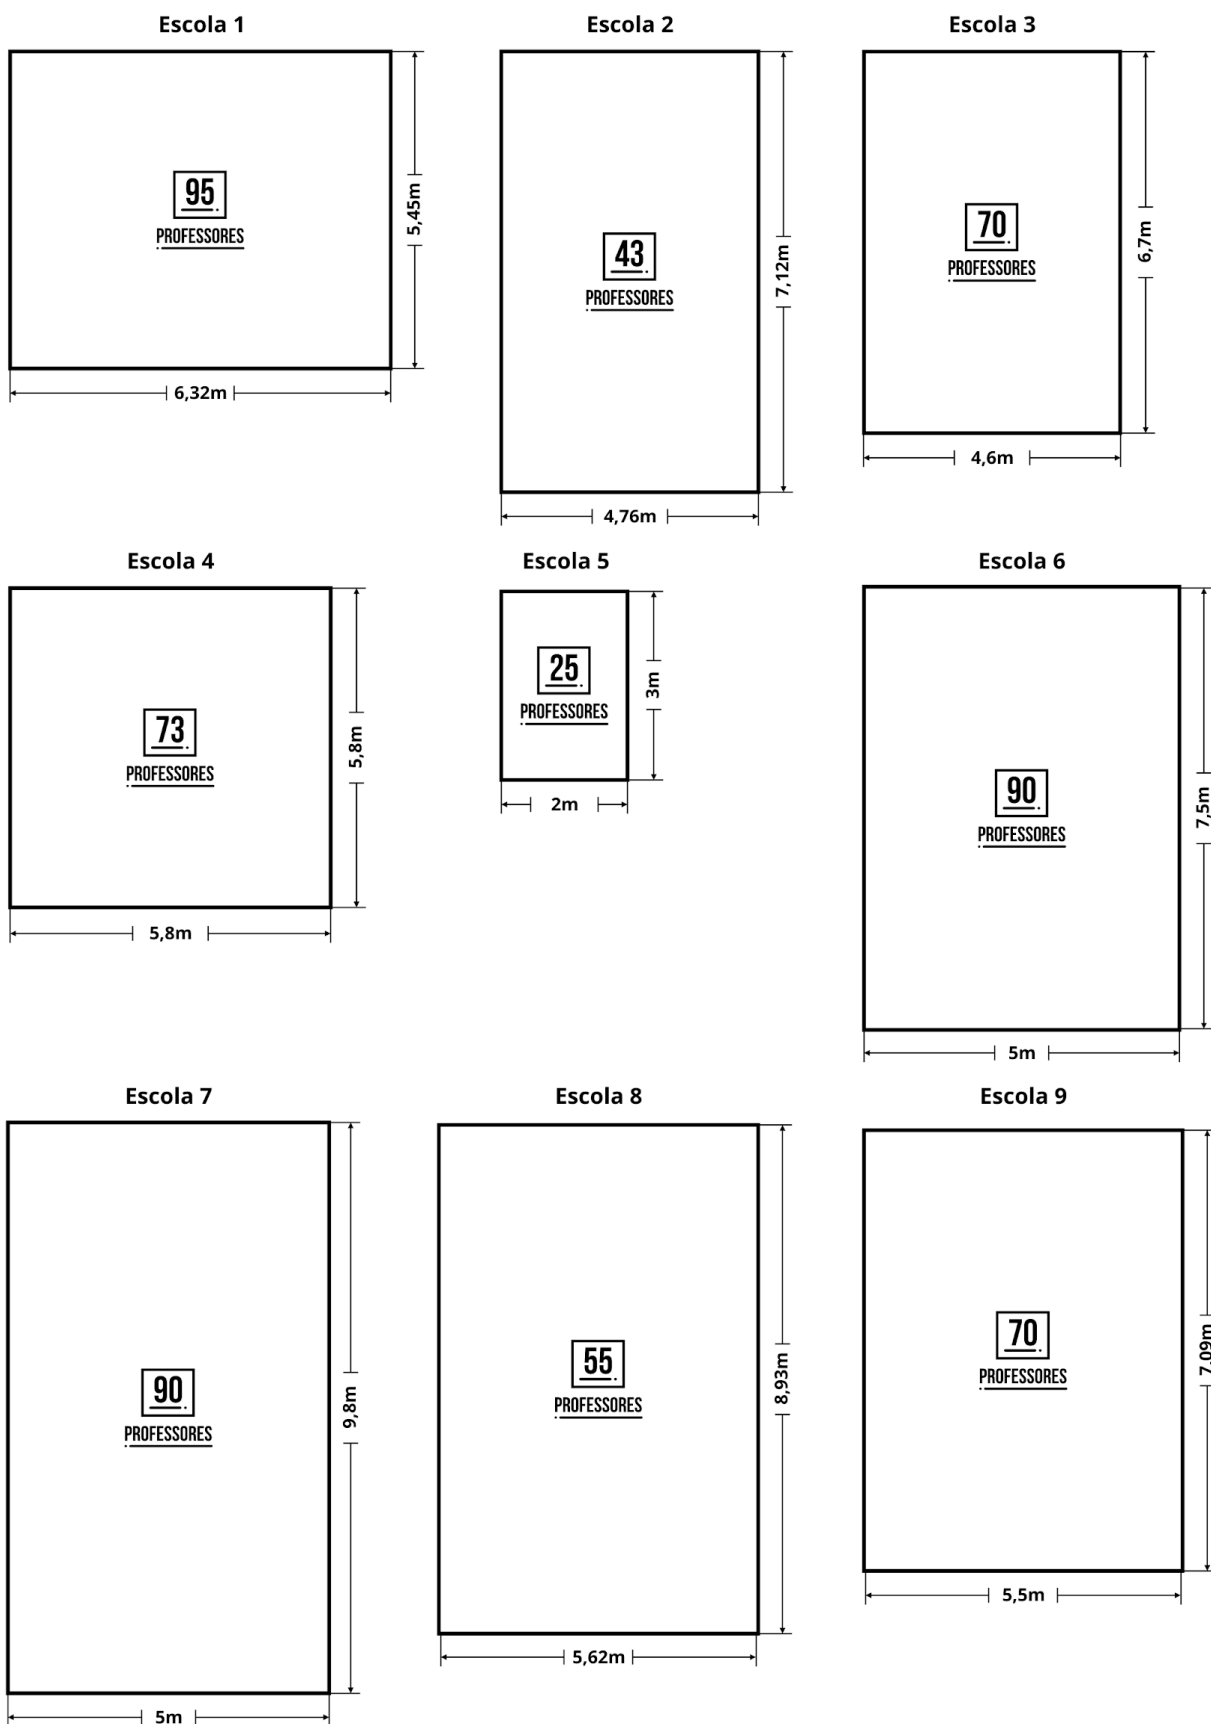 Escola 1
95
PROFESSORES
5,45m
6,32m
Escola 2
43
PROFESSORES
7,12m
4,76m
Escola 3
70
PROFESSORES
6,7m
4,6m
Escola 4
73
PROFESSORES
5,8m
5,8m
Escola 5
25
PROFESSORES
3m
2m
Escola 6
90
PROFESSORES
7,5m
5m
Escola 7
90
PROFESSORES
9,8m
5m
Escola 8
55
PROFESSORES
8,93m
5,62m
Escola 9
70
PROFESSORES
7,09m
5,5m